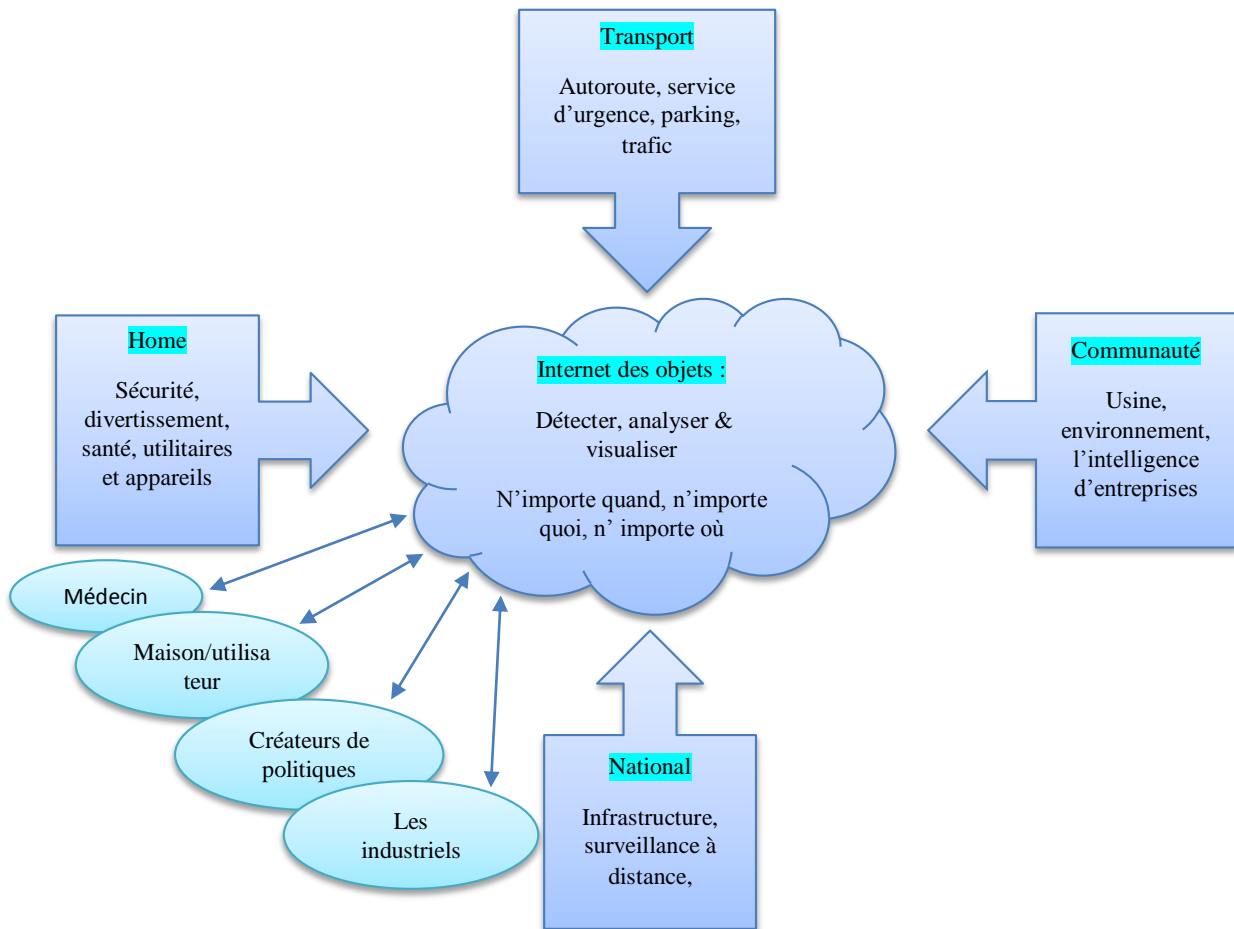 Transport
Autoroute, service
d’urgence, parking,
trafic
Home
Sécurité,
divertissement,
santé, utilitaires
et appareils
Internet des objets :
Détecter, analyser &
visualiser
N’importe quand, n’importe
quoi, n’ importe où
Communauté
Usine,
environnement,
l’intelligence
d’entreprises
Médecin
Maison/utilisa
teur
Créateurs de
politiques
Les
industriels
National
Infrastructure,
surveillance à
distance,